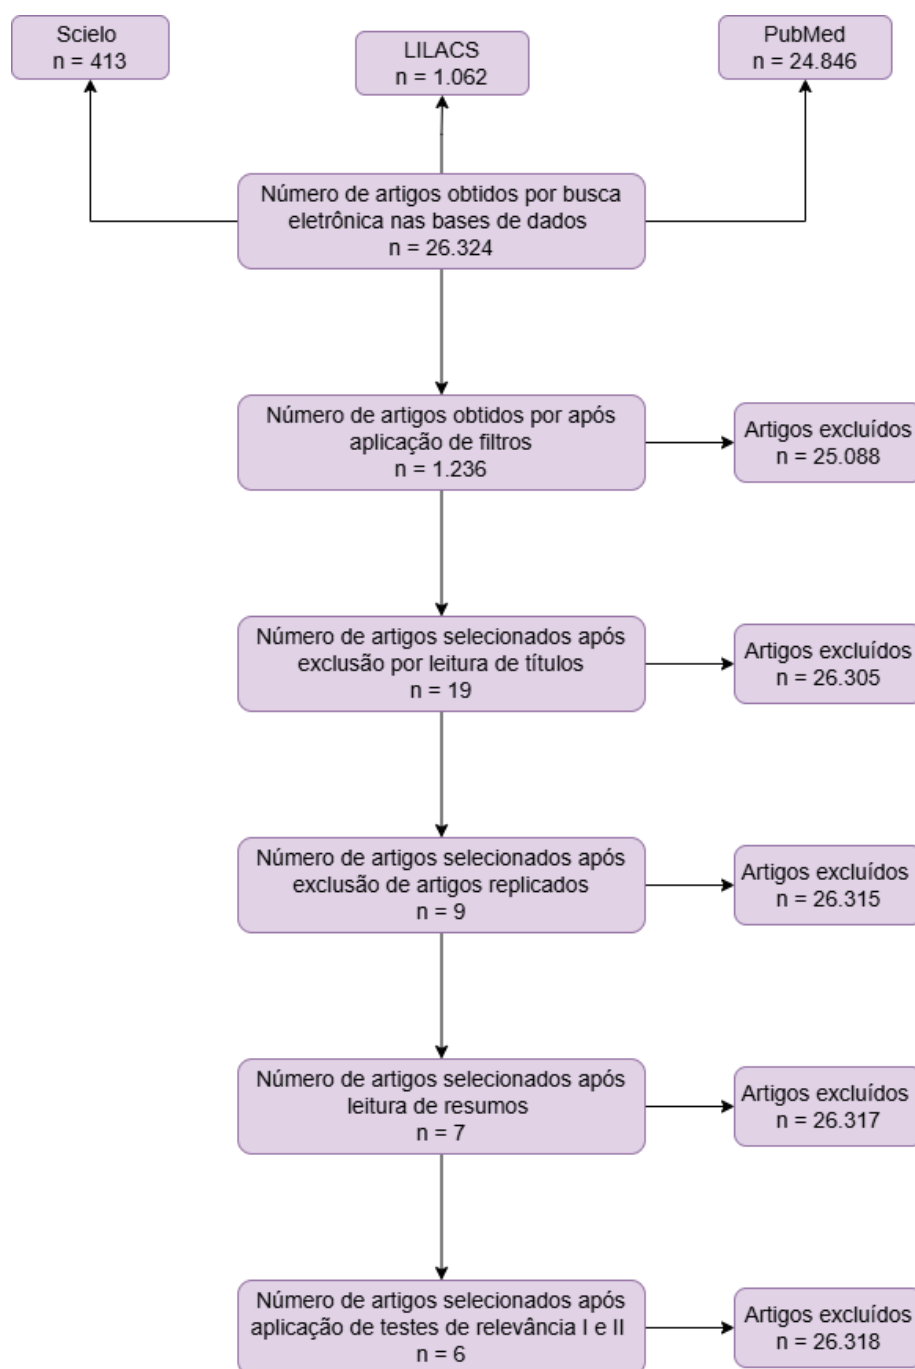 Scielo
n = 413
LILACS
n = 1.062
PubMed
n = 24.846
Número de artigos obtidos por busca
eletrônica nas bases de dados
n = 26.324
Número de artigos obtidos por após
aplicação de filtros
n = 1.236
Artigos excluídos
n = 25.088
Número de artigos selecionados após
exclusão por leitura de títulos
n = 19
Artigos excluídos
n = 26.305
Número de artigos selecionados após
exclusão de artigos replicados
n = 9
Artigos excluídos
n = 26.315
Número de artigos selecionados após
leitura de resumos
n = 7
Artigos excluídos
n = 26.317
Número de artigos selecionados após
aplicação de testes de relevância I e II
n = 6
Artigos excluídos
n = 26.318